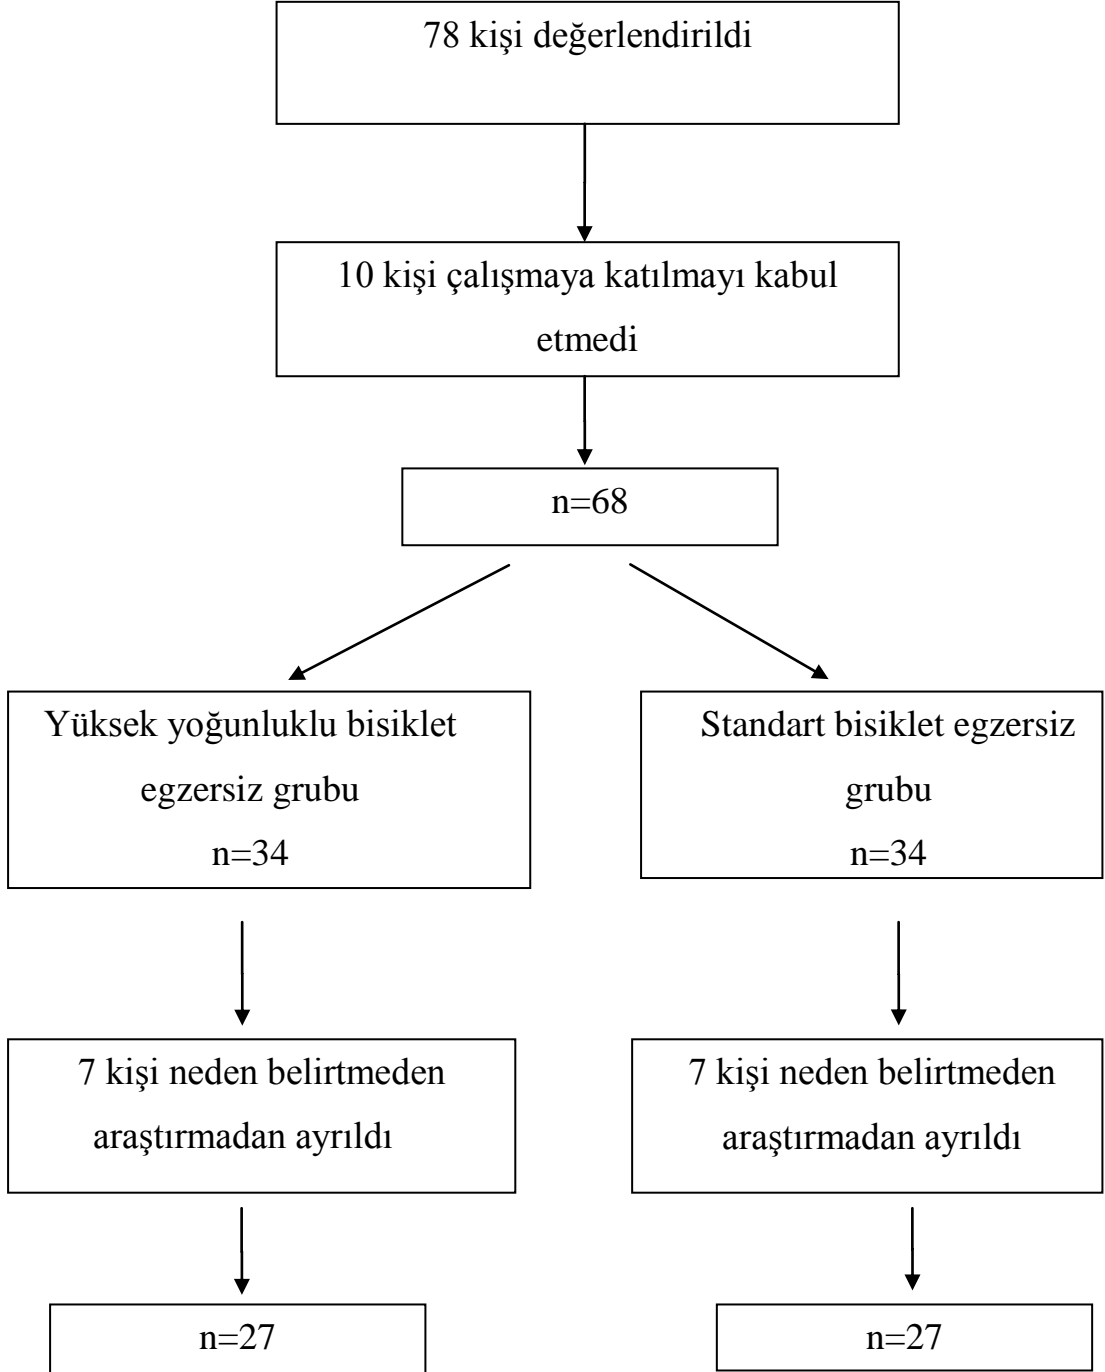 78 kişi değerlendirildi
10 kişi çalışmaya katılmayı kabul
etmedi
n=68
Yüksek yoğunluklu bisiklet
egzersiz grubu
n=34
Standart bisiklet egzersiz
grubu
n=34
7 kişi neden belirtmeden
araştırmadan ayrıldı
7 kişi neden belirtmeden
araştırmadan ayrıldı
n=27
n=27